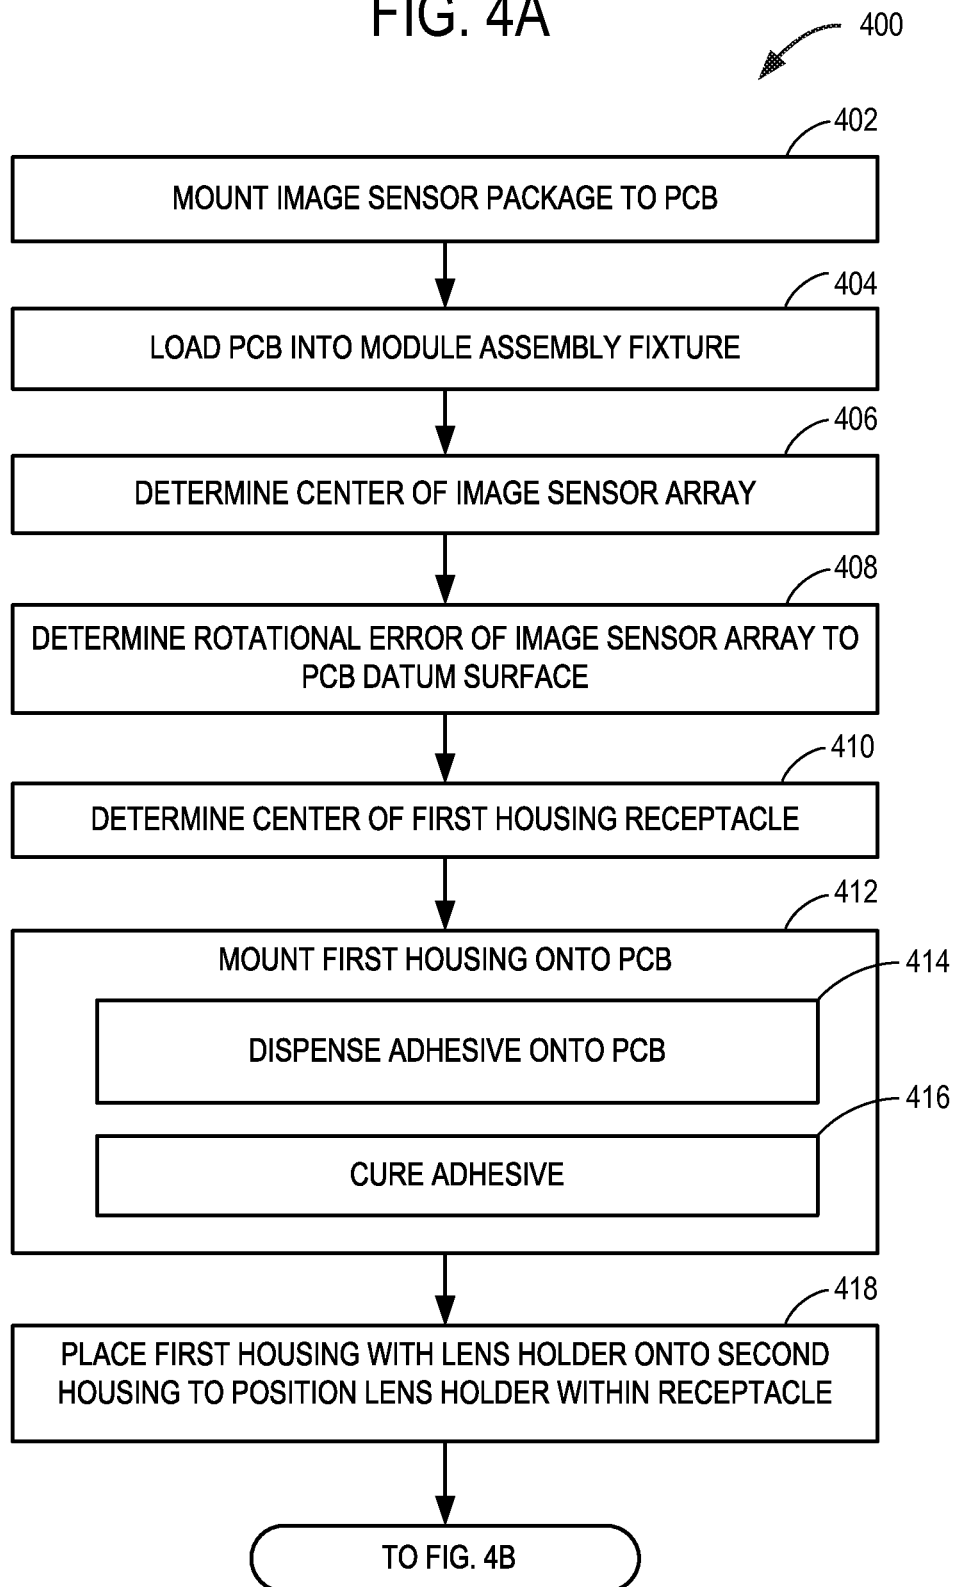 FIG. 4A
400
402
MOUNT IMAGE SENSOR PACKAGE TO PCB
404
LOAD PCB INTO MODULE ASSEMBLY FIXTURE
406
DETERMINE CENTER OF IMAGE SENSOR ARRAY
408
DETERMINE ROTATIONAL ERROR OF IMAGE SENSOR ARRAY TO
PCB DATUM SURFACE
410
DETERMINE CENTER OF FIRST HOUSING RECEPTACLE
412
MOUNT FIRST HOUSING ONTO PCB
414
DISPENSE ADHESIVE ONTO PCB
416
CURE ADHESIVE
418
PLACE FIRST HOUSING WITH LENS HOLDER ONTO SECOND
HOUSING TO POSITION LENS HOLDER WITHIN RECEPTACLE
TO FIG. 4B